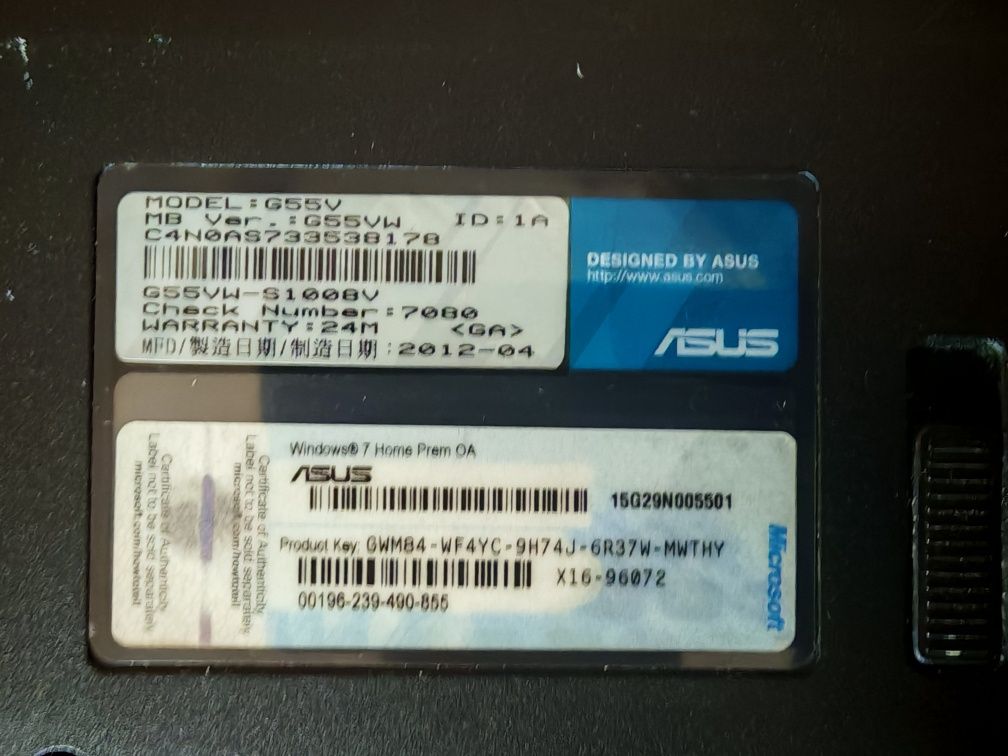 MODEL:G55V
MB Ver.:G55VW ID:1A
C4N0AS733538178
G55VW-S1008V
Check Number:7080
WARRANTY:24M <GA>
MFD/製造日期/制造日期:2012-04
DESIGNED BY ASUS
http://www.asus.com
ASUS
Certificate of Authenticity
Label not to be sold separately
microsoft.com/howtotell
Certificate of Authenticity
Label not to be sold separately
microsoft.com/howtotell
Windows® 7 Home Prem OA
ASUS
15G29N005501
Product Key: GWM84-WF4YC-9H74J-6R37W-MWTHY
X16-96072
00196-239-490-855
Microsoft